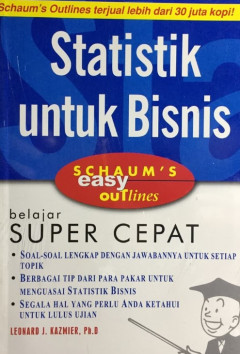 Schaum's Outlines terjual lebih dari 30 juta kopi!
Statistik
untuk Bisnis
SCHAUM'S
easy
OUTlines
belajar
SUPER CEPAT
• SOAL-SOAL LENGKAP DENGAN JAWABANNYA UNTUK SETIAP
TOPIK
• BERBAGAI TIP DARI PARA PAKAR UNTUK
MENGUASAI STATISTIK BISNIS
• SEGALA HAL YANG PERLU ANDA KETAHUI
UNTUK LULUS UJIAN
LEONARD J. KAZMIER, Ph.D